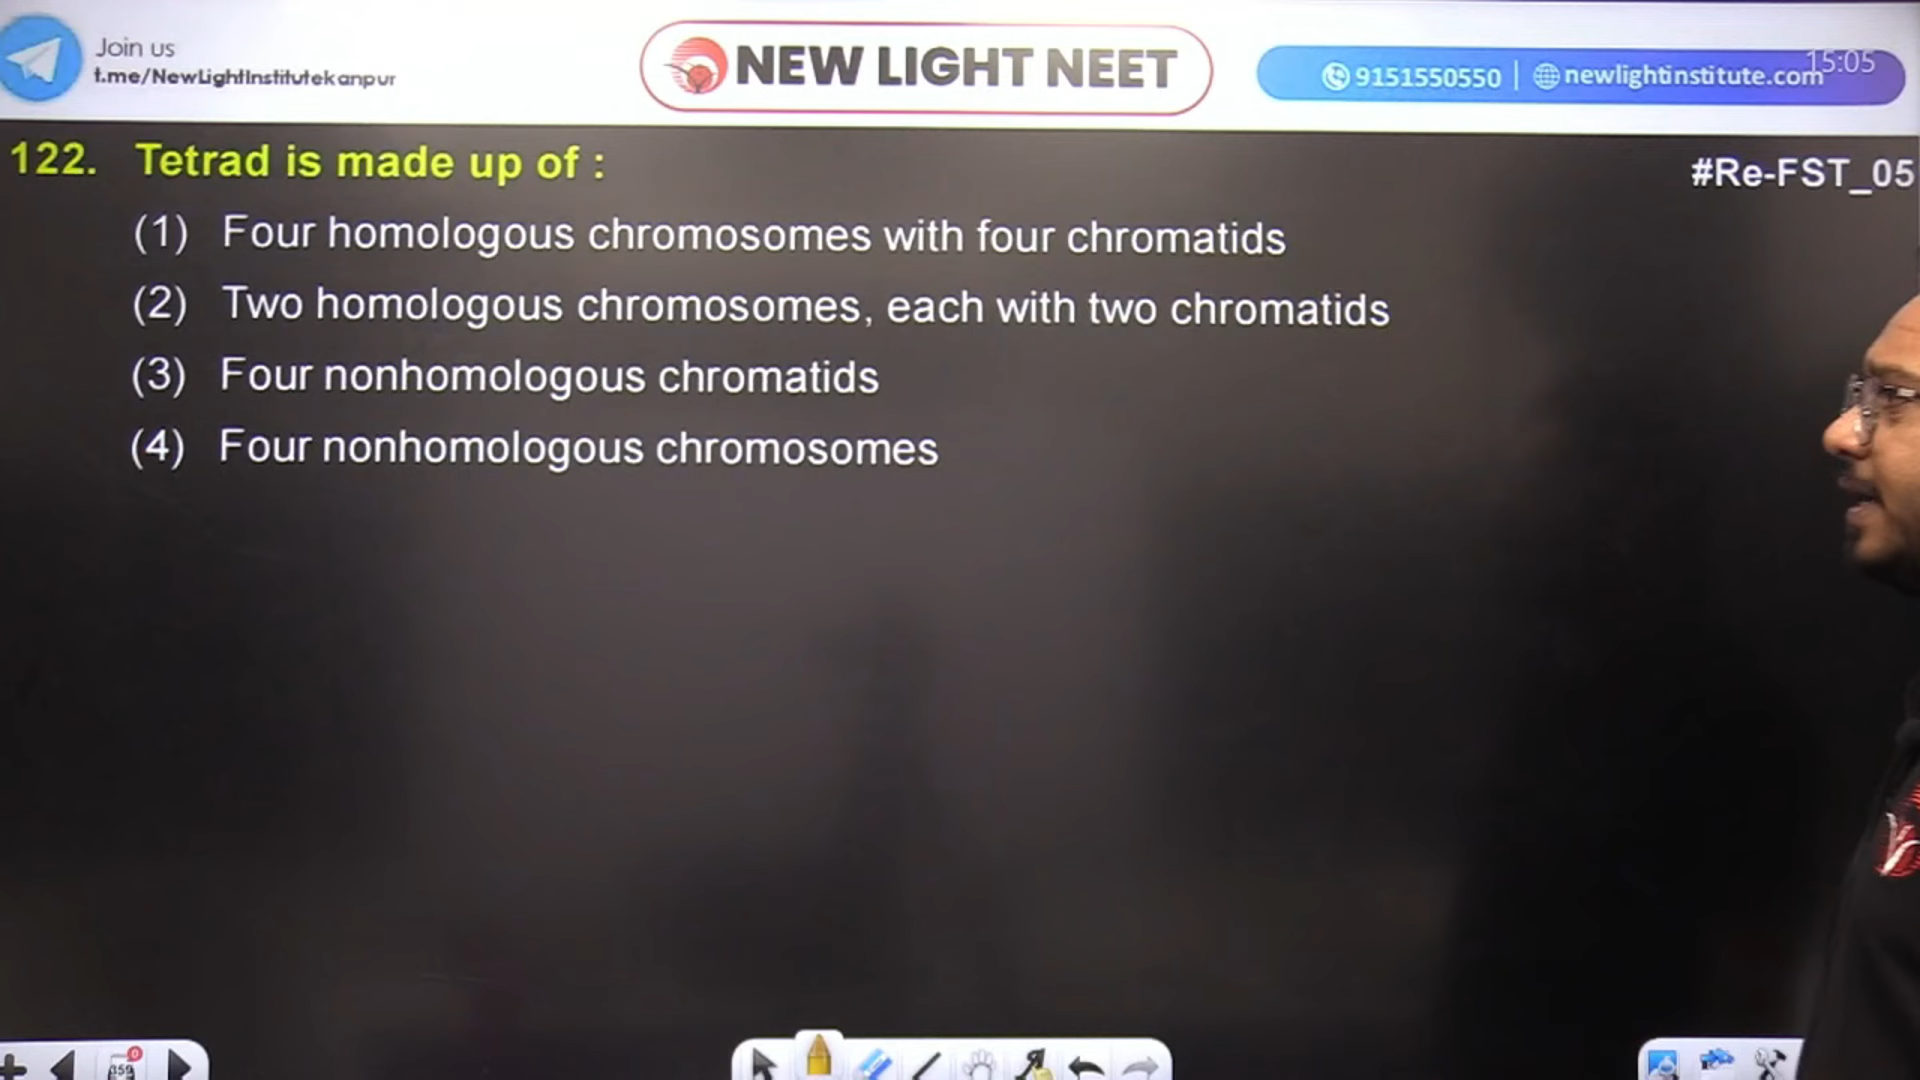 Join us
t.me/NewLightInstitutekanpur
NEW LIGHT NEET
9151550550 | newlightinstitute.com
15:05
122. Tetrad is made up of :
#Re-FST_05
(1) Four homologous chromosomes with four chromatids
(2) Two homologous chromosomes, each with two chromatids
(3) Four nonhomologous chromatids
(4) Four nonhomologous chromosomes
0
359